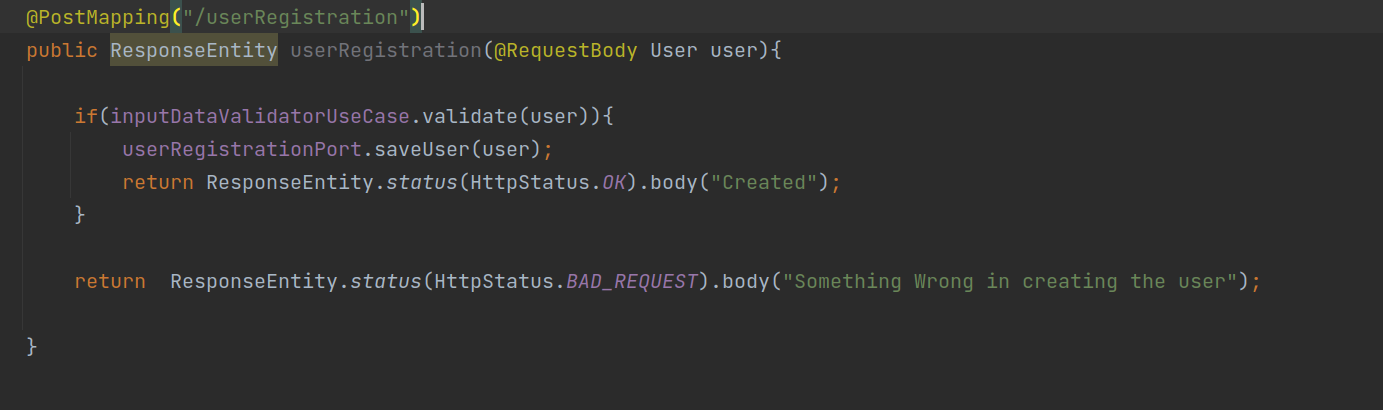 @PostMapping("/userRegistration")
public ResponseEntity userRegistration(@RequestBody User user){
if(inputDataValidatorUseCase.validate(user)){
userRegistrationPort.saveUser(user);
return ResponseEntity.status(HttpStatus.OK).body("Created");
}
return  ResponseEntity.status(HttpStatus.BAD_REQUEST).body("Something Wrong in creating the user");
}